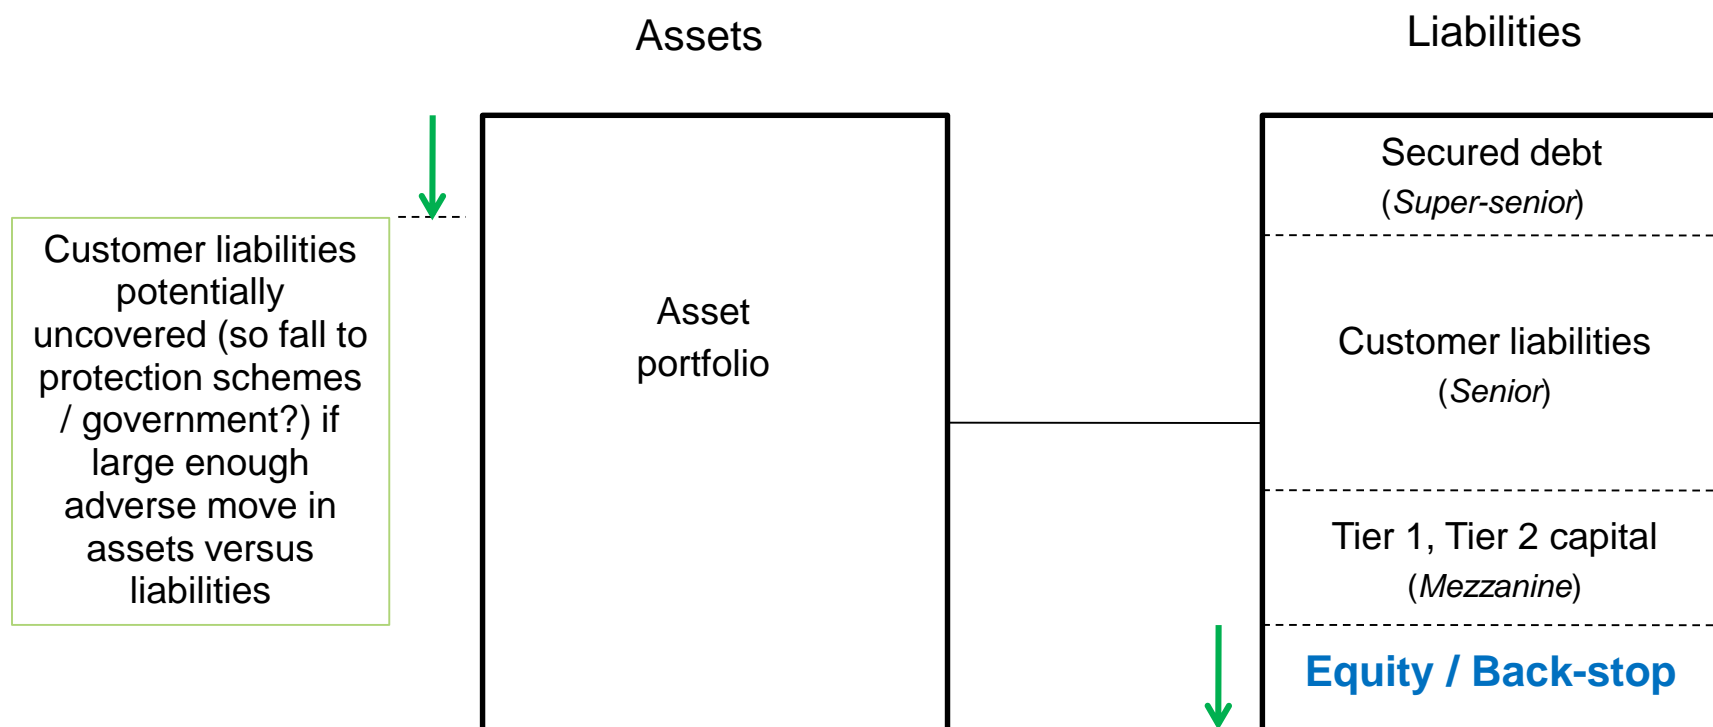 Assets
Liabilities
Customer liabilities
potentially
uncovered (so fall to
protection schemes
/ government?) if
large enough
adverse move in
assets versus
liabilities
Asset
portfolio
Secured debt
(Super-senior)
Customer liabilities
(Senior)
Tier 1, Tier 2 capital
(Mezzanine)
Equity / Back-stop